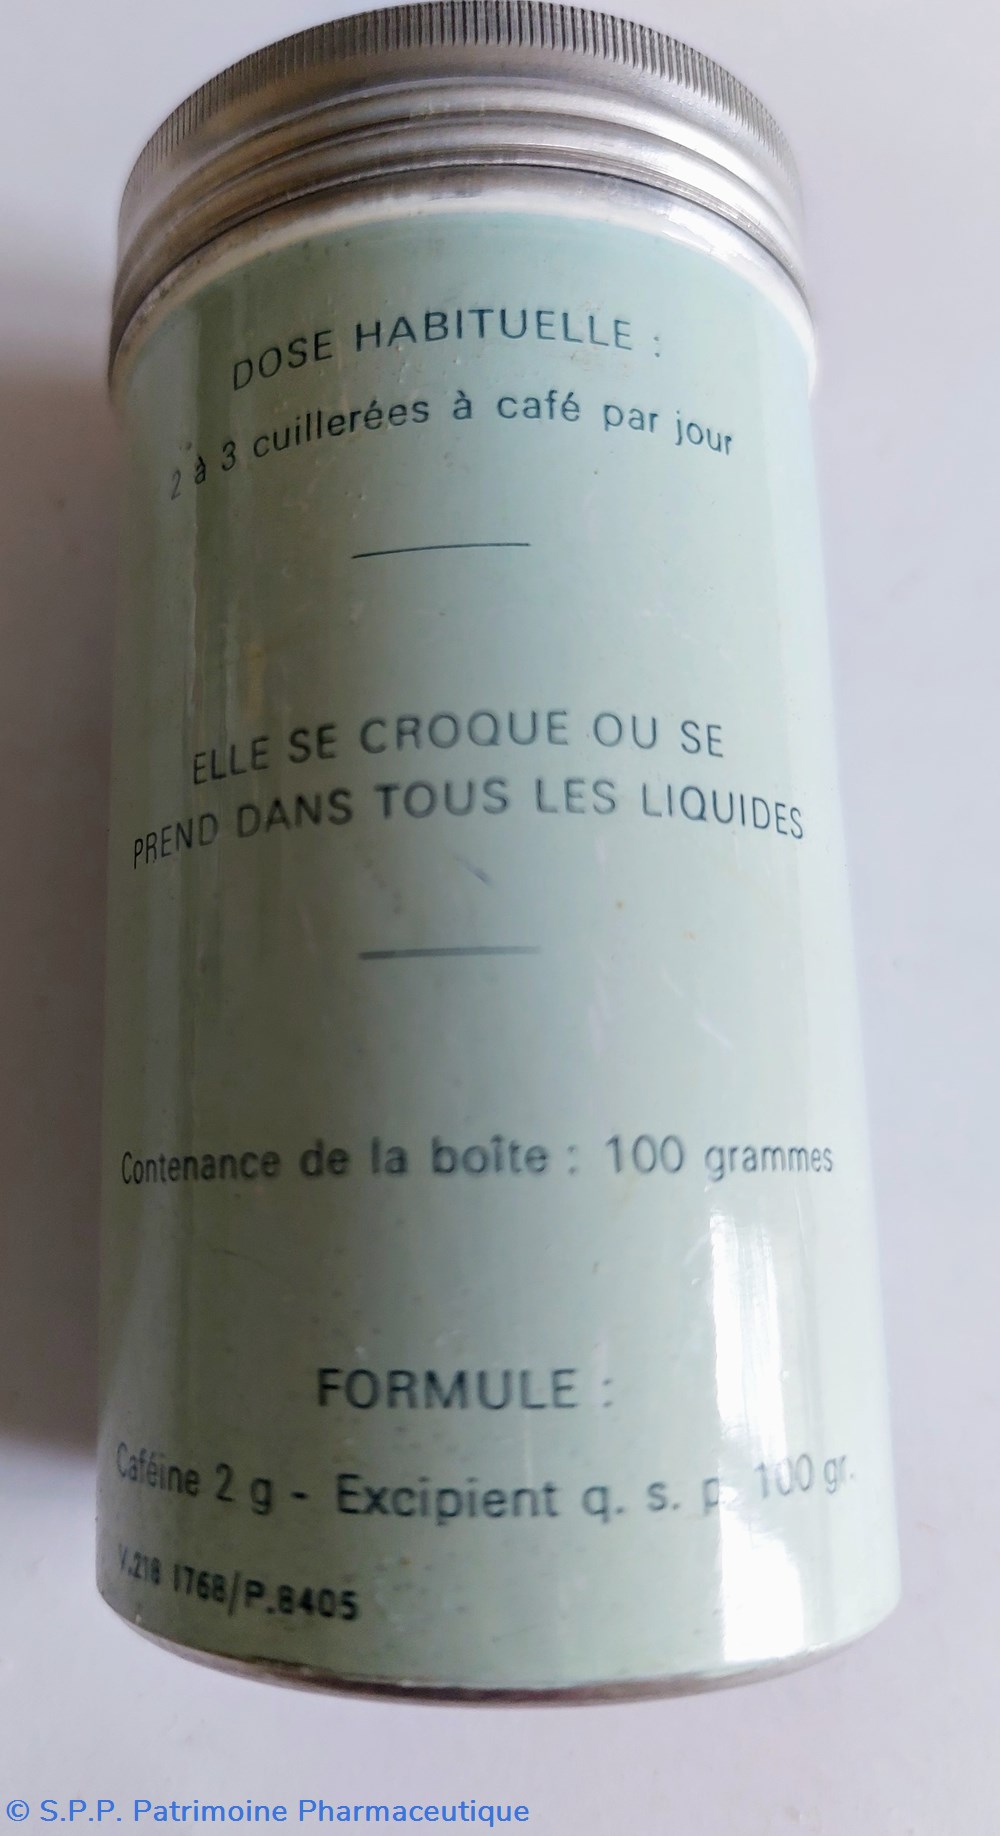 DOSE HABITUELLE :
2 à 3 cuillerées à café par jour
ELLE SE CROQUE OU SE
PREND DANS TOUS LES LIQUIDES
Contenance de la boîte : 100 grammes
FORMULE :
Caféine 2 g - Excipient q. s. p. 100 gr.
V.218 1768/P.8405
© S.P.P. Patrimoine Pharmaceutique